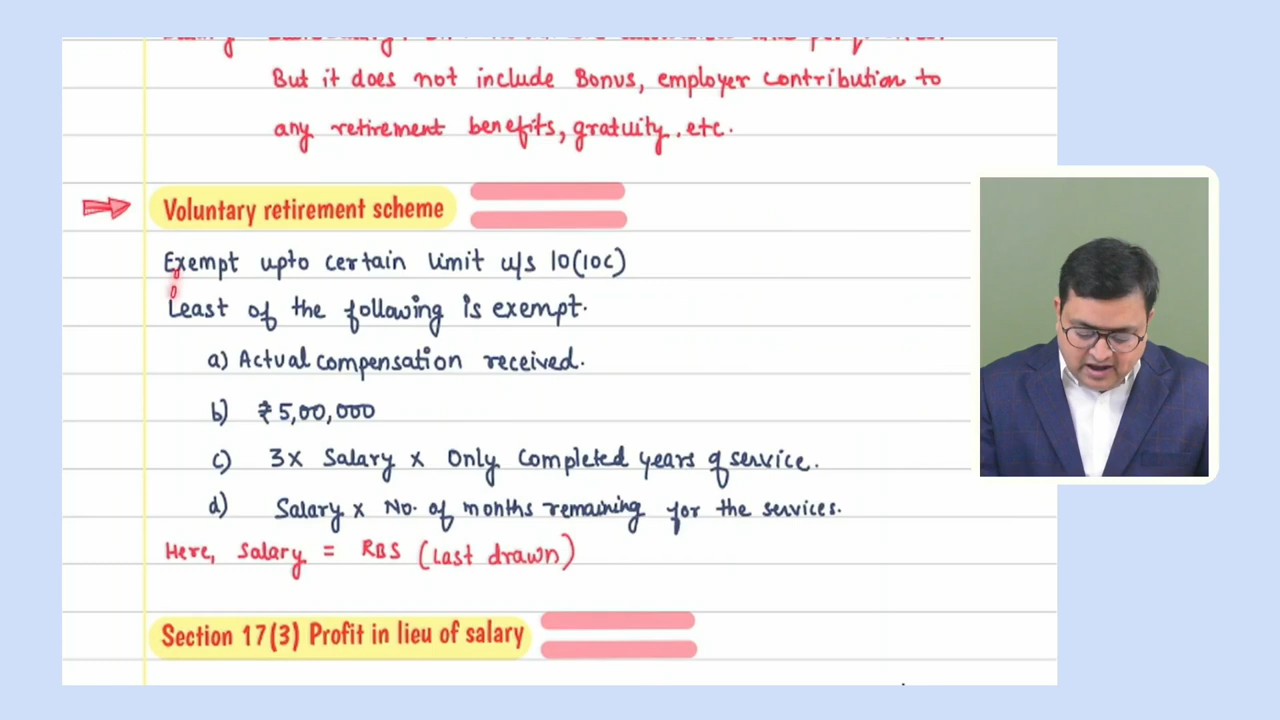 But it does not include Bonus, employer contribution to
any retirement benefits, gratuity, etc.
Voluntary retirement scheme
Exempt upto certain limit u/s 10(10C)
Least of the following is exempt.
a) Actual compensation received.
b) ₹ 5,00,000
c) 3x Salary x Only Completed years of service.
d) Salary x No. of months remaining for the services.
Here, Salary = RBS (Last drawn)
Section 17(3) Profit in lieu of salary